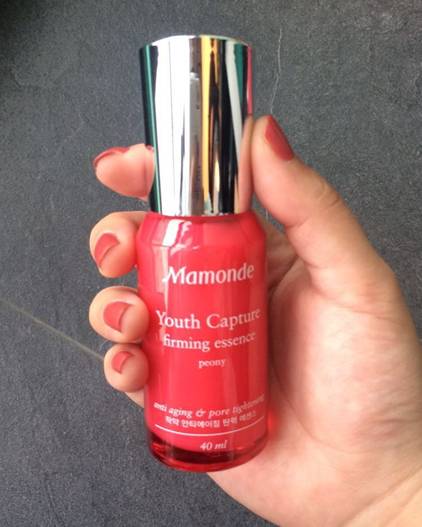 Mamonde
Youth Capture
firming essence
peony
anti aging & pore tightening
작약 안티에이징 탄력 에센스
40 ml